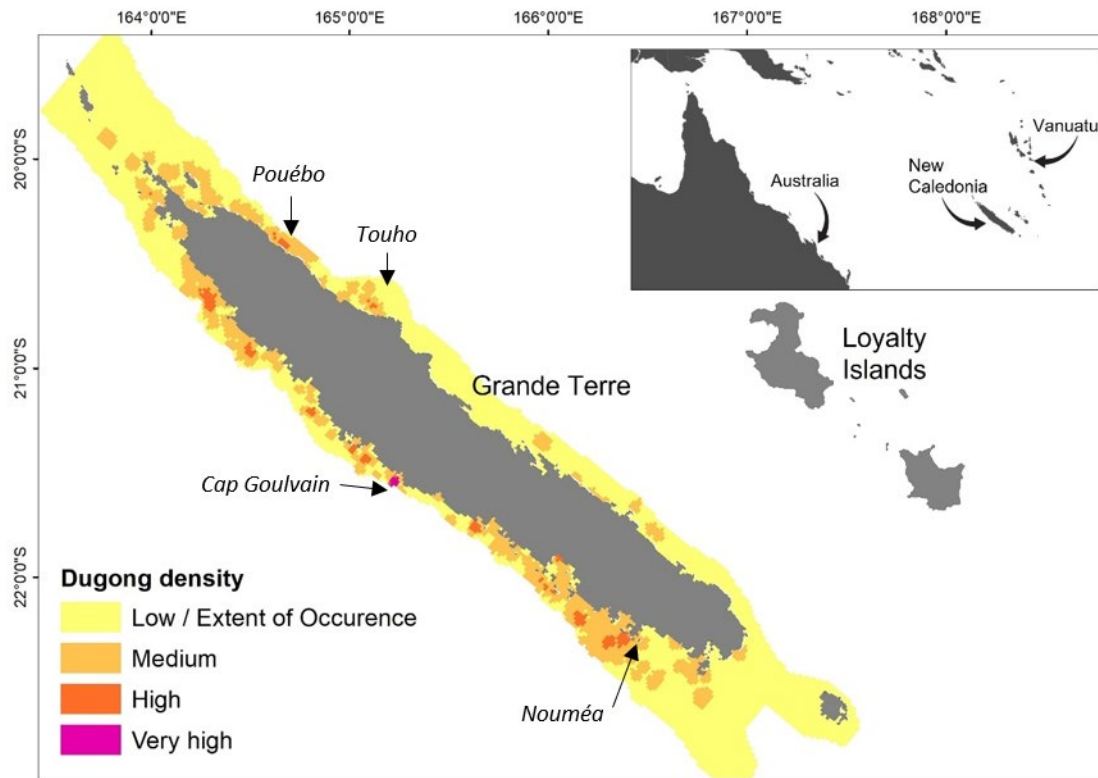 164°0'0"E
165°0'0"E
166°0'0"E
167°0'0"E
168°0'0"E
20°0'0"S
21°0'0"S
22°0'0"S
Vanuatu
New
Caledonia
Australia
Pouébo
Touho
Loyalty
Islands
Grande Terre
Cap Goulvain
Nouméa
Dugong density
Low / Extent of Occurence
Medium
High
Very high